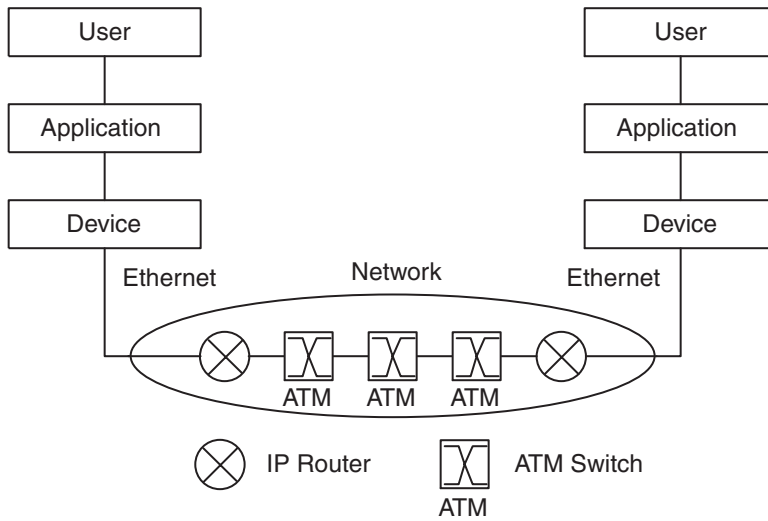 User
User
Application
Application
Device
Device
Ethernet
Network
Ethernet
ATM
ATM
ATM
IP Router
ATM Switch
ATM